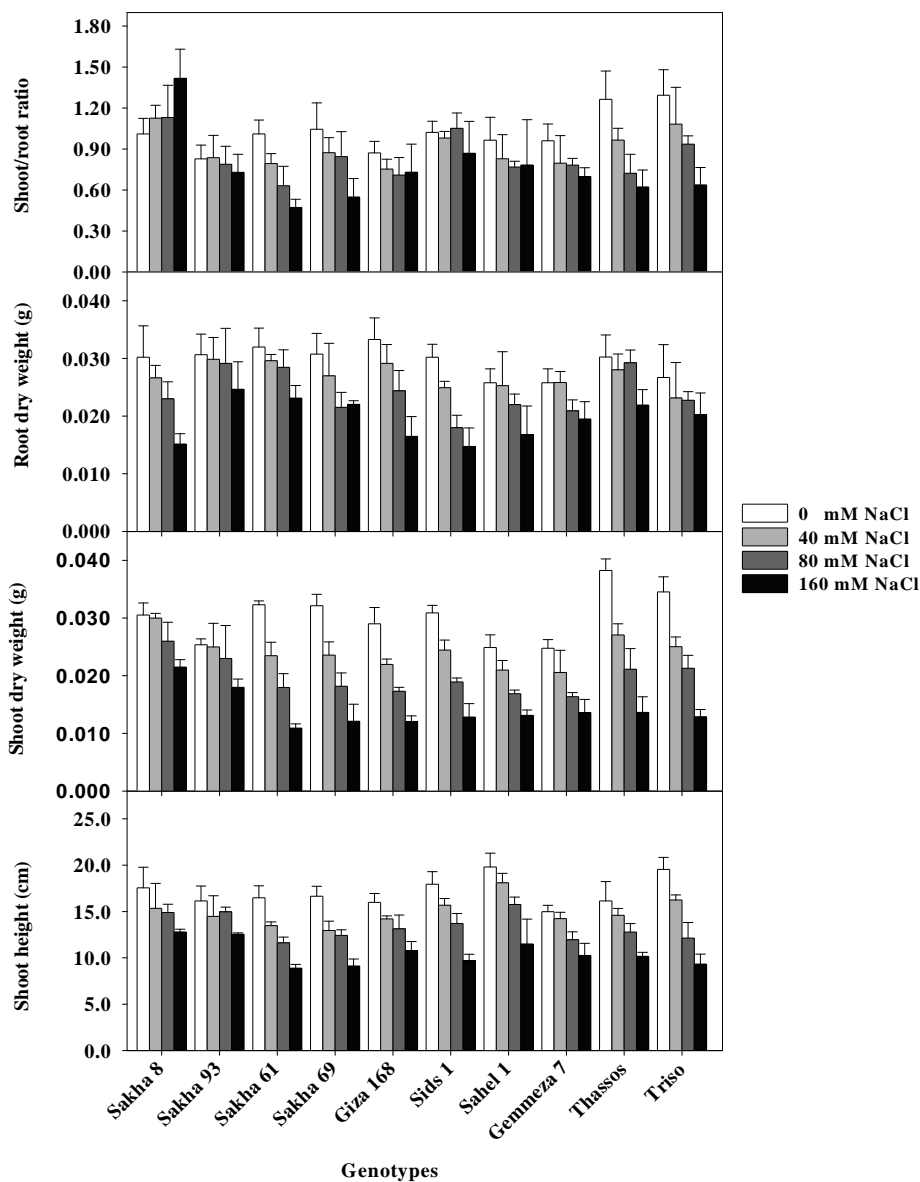 Shoot/root ratio
1.80
1.50
1.20
0.90
0.60
0.30
0.00
Root dry weight (g)
0.040
0.030
0.020
0.010
0.000
Shoot dry weight (g)
0.040
0.030
0.020
0.010
0.000
Shoot height (cm)
25.0
20.0
15.0
10.0
5.0
0.0
Sakha 8
Sakha 93
Sakha 61
Sakha 69
Giza 168
Sids 1
Sahel 1
Gemmeza 7
Thassos
Triso
Genotypes
0 mM NaCl
40 mM NaCl
80 mM NaCl
160 mM NaCl